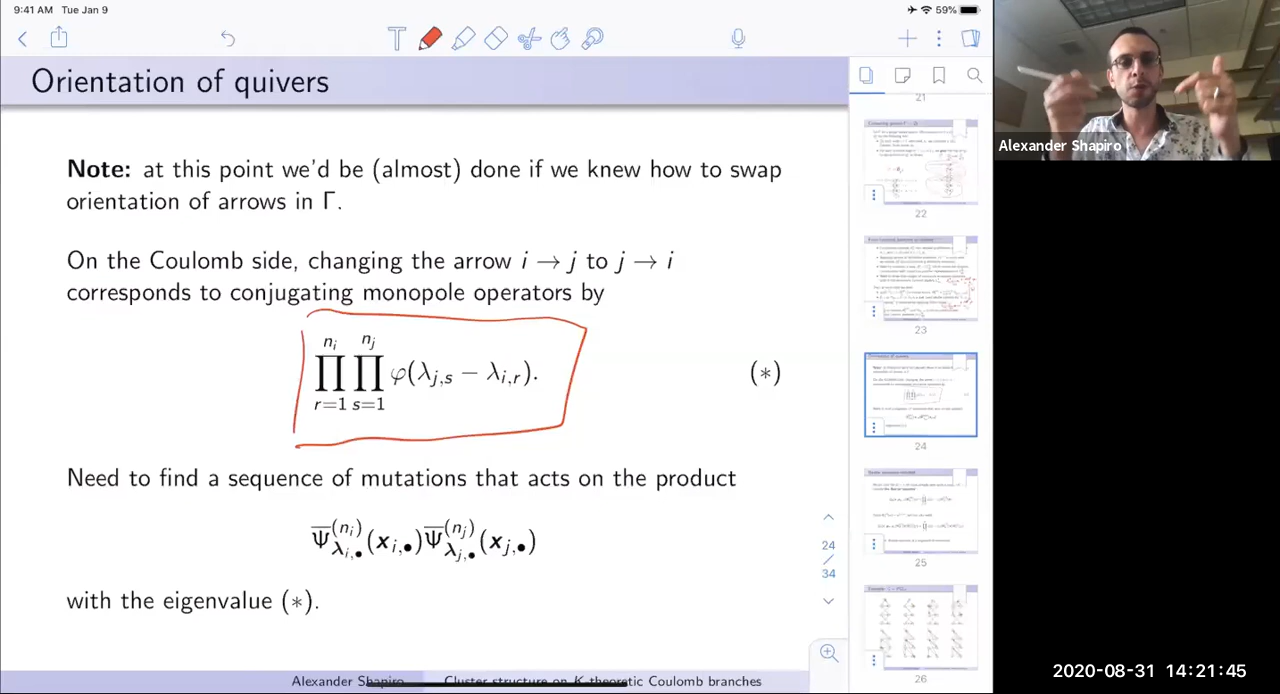 9:41 AM Tue Jan 9
59%
Orientation of quivers
Note: at this point we'd be (almost) done if we knew how to swap
orientation of arrows in Γ.
On the Coulomb side, changing the arrow i → j to j → i
corresponds to conjugating monopole operators by
∏_{r=1}^{n_i} ∏_{s=1}^{n_j} φ(λ_{j,s} − λ_{i,r}). (∗)
Need to find a sequence of mutations that acts on the product
Ψ̅^{(n_i)}_{λ_{i,•}}(x_{i,•})Ψ̅^{(n_j)}_{λ_{j,•}}(x_{j,•})
with the eigenvalue (∗).
Alexander Shapiro Cluster structure on K-theoretic Coulomb branches
24
/
34
21
22
23
24
25
26
Alexander Shapiro
2020-08-31 14:21:45